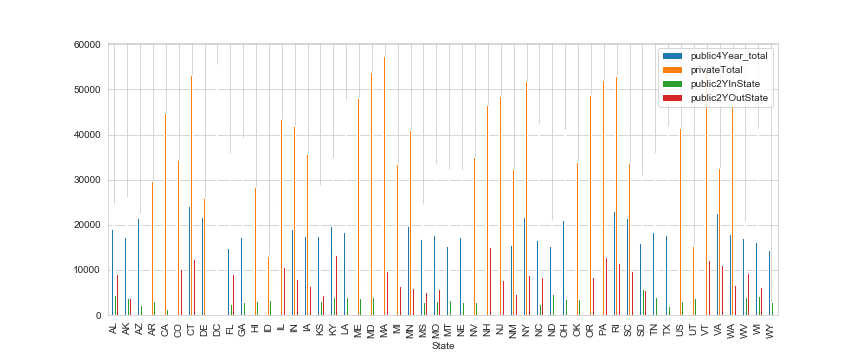 60000
50000
40000
30000
20000
10000
0
public4Year_total
privateTotal
public2YInState
public2YOutState
AL AK AZ AR CA CO CT DE DC FL GA HI ID IL IN IA KS KY LA ME MD MA MI MN MS MO MT NE NV NH NJ NM NY NC ND OH OK OR PA RI SC SD TN TX US UT VT VA WA WV WI WY
State